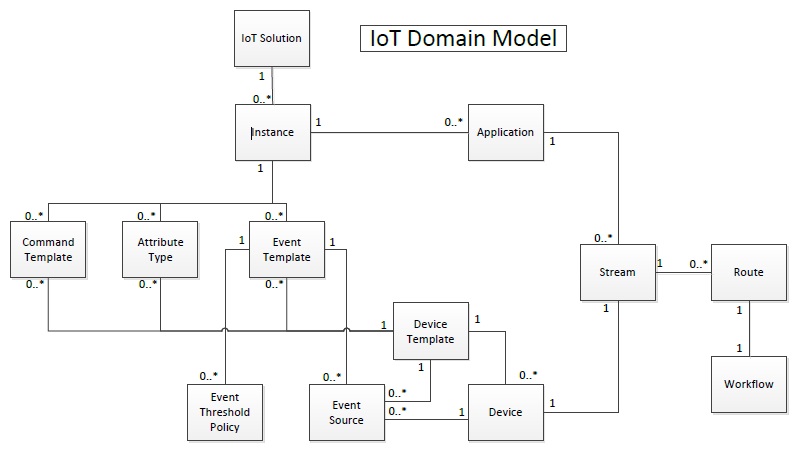 IoT Solution
IoT Domain Model
1
0..*
Instance
1
0..*
Application
1
1
0..*
0..*
0..*
Command
Template
Attribute
Type
1
Event
Template
1
0..*
Stream
1
0..*
Route
0..*
0..*
0..*
1
1
1
Device
Template
1
1
0..*
0..*
1
0..*
0..*
Event
Threshold
Policy
Event
Source
0..*
1
Device
1
Workflow